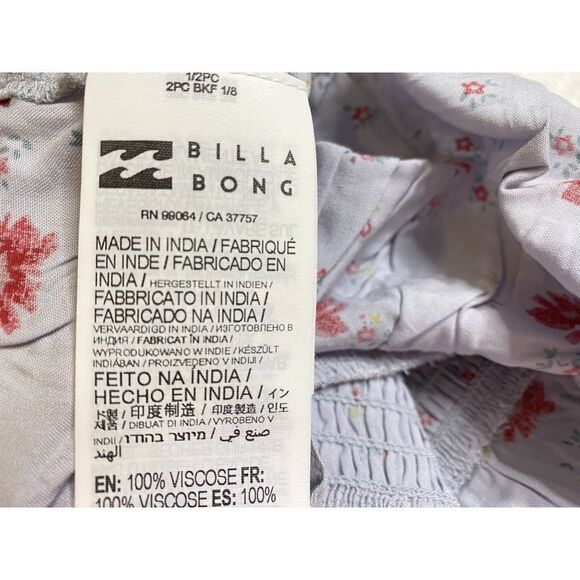 1/2PC
2PC BKF 1/8
BILLA
BONG
RN 99064 / CA 37757
MADE IN INDIA / FABRIQUÉ
EN INDE / FABRICADO EN
INDIA / HERGESTELLT IN INDIEN /
FABBRICATO IN INDIA /
FABRICADO NA INDIA /
VERVAARDIGD IN INDIA / ИЗГОТОВЛЕНО В
ИНДИЯ / FABRICAT ÎN INDIA /
WYPRODUKOWANO W INDIE / KÉSZÜLT
INDIÁBAN / PROIZVEDENO V INDIJI /
FEITO NA ÍNDIA /
HECHO EN INDIA / イン
ド製 / 印度制造 / 印度製造 / 인도
제품 / DIBUAT DI INDIA / VYROBENO V
INDII / מיוצר בהודו / صنع في
الهند
EN: 100% VISCOSE FR:
100% VISCOSE ES: 100%